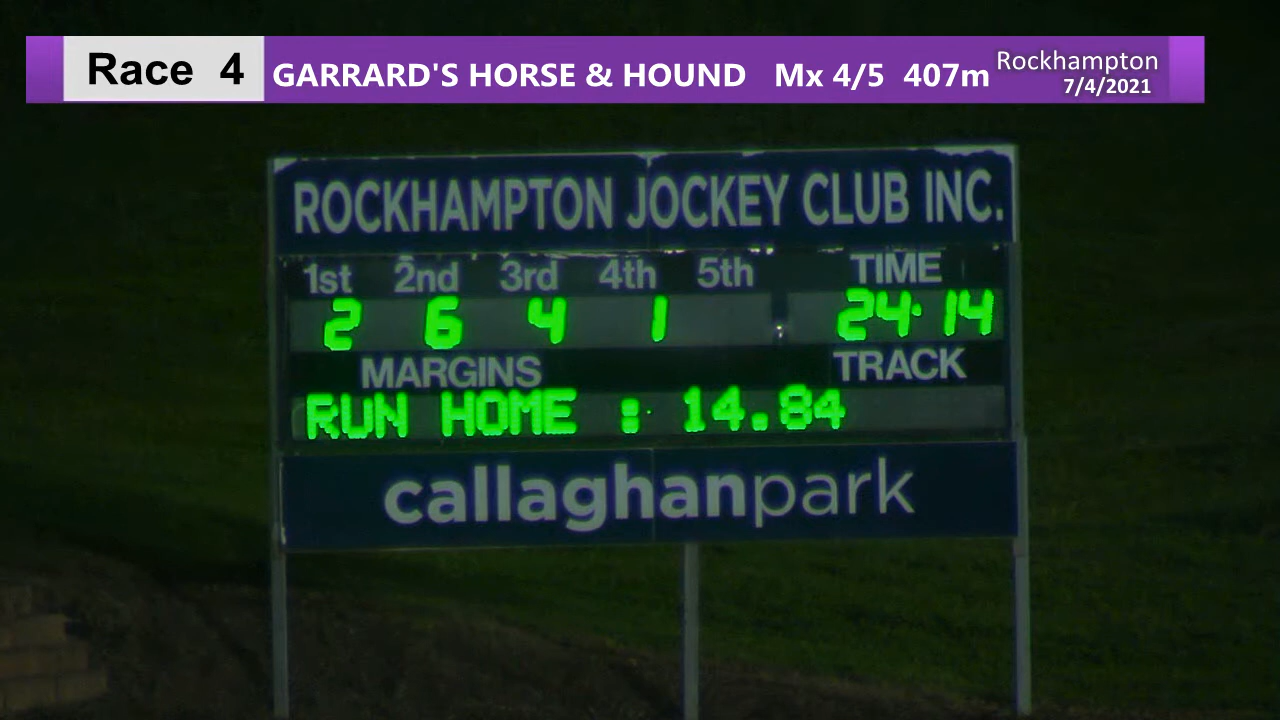 Race 4 GARRARD'S HORSE & HOUND Mx 4/5 407m Rockhampton
7/4/2021
ROCKHAMPTON JOCKEY CLUB INC.
1st 2nd 3rd 4th 5th TIME
2 6 4 1 24.14
MARGINS TRACK
RUN HOME : 14.84
callaghanpark